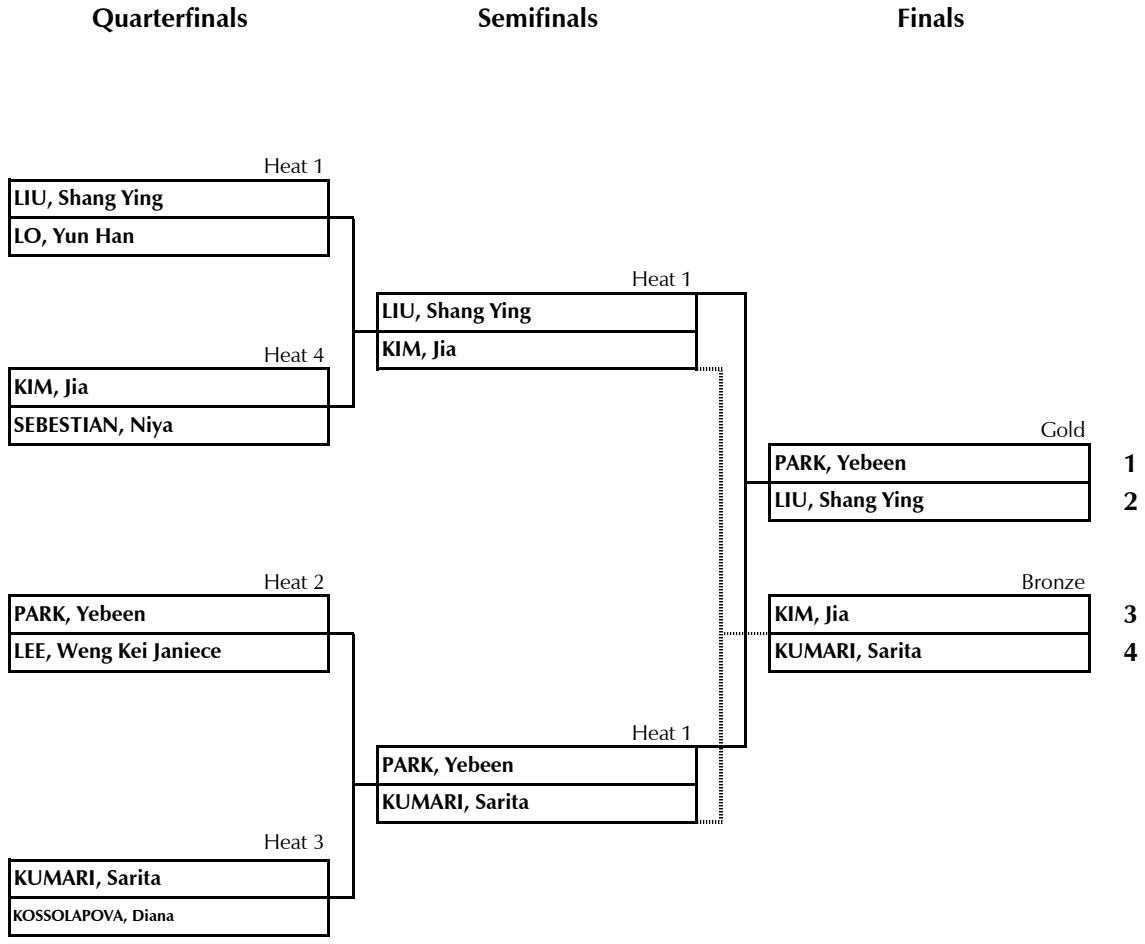 Quarterfinals
Semifinals
Finals
Heat 1
LIU, Shang Ying
LO, Yun Han
Heat 4
KIM, Jia
SEBESTIAN, Niya
Heat 2
PARK, Yebeen
LEE, Weng Kei Janiece
Heat 3
KUMARI, Sarita
KOSSOLAPOVA, Diana
Heat 1
LIU, Shang Ying
KIM, Jia
Heat 1
PARK, Yebeen
KUMARI, Sarita
Gold
PARK, Yebeen 1
LIU, Shang Ying 2
Bronze
KIM, Jia 3
KUMARI, Sarita 4